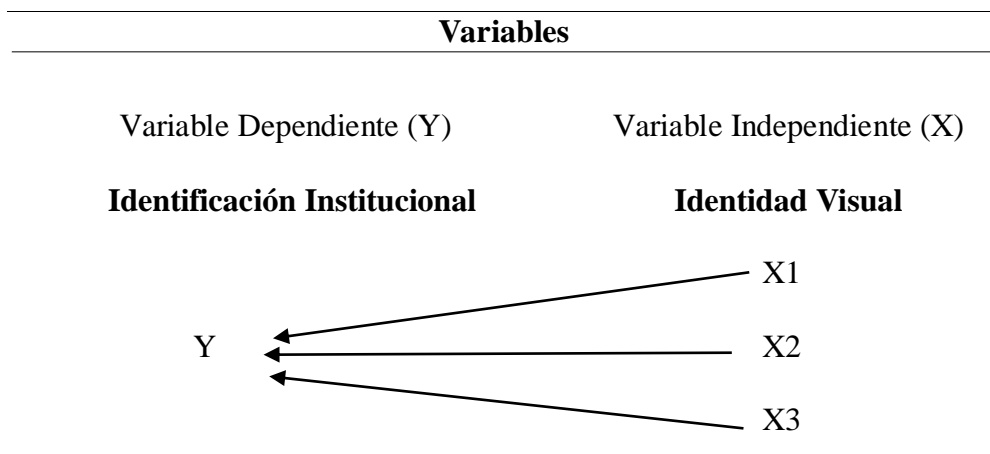 Variables
Variable Dependiente (Y) Variable Independiente (X)
Identificación Institucional Identidad Visual
X1
Y X2
X3